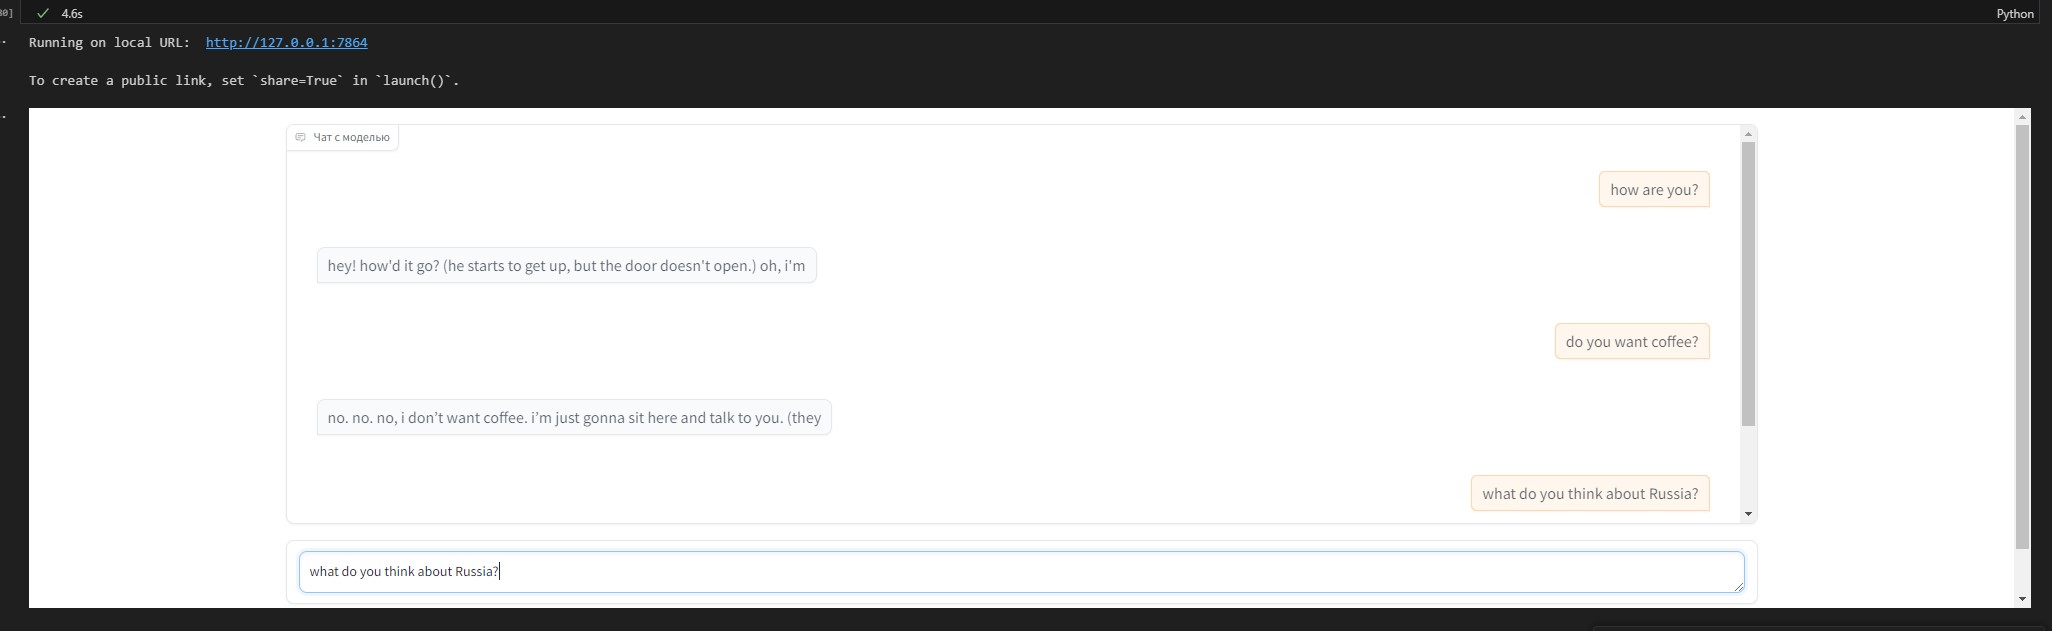 30]
4.6s
Python
Running on local URL:  http://127.0.0.1:7864
To create a public link, set `share=True` in `launch()`.
Чат с моделью
how are you?
hey! how'd it go? (he starts to get up, but the door doesn't open.) oh, i'm
do you want coffee?
no. no. no, i don’t want coffee. i’m just gonna sit here and talk to you. (they
what do you think about Russia?
what do you think about Russia?